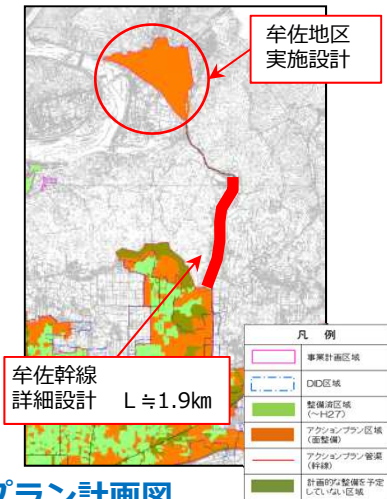 牟佐地区
実施設計
牟佐幹線
詳細設計　L≒1.9㎞
凡　例
事業計画区域
DID区域
整備済区域
(～H27)
アクションプラン区域
(面整備)
アクションプラン管渠
(幹線)
計画的な整備を予定
していない区域
プラン計画図